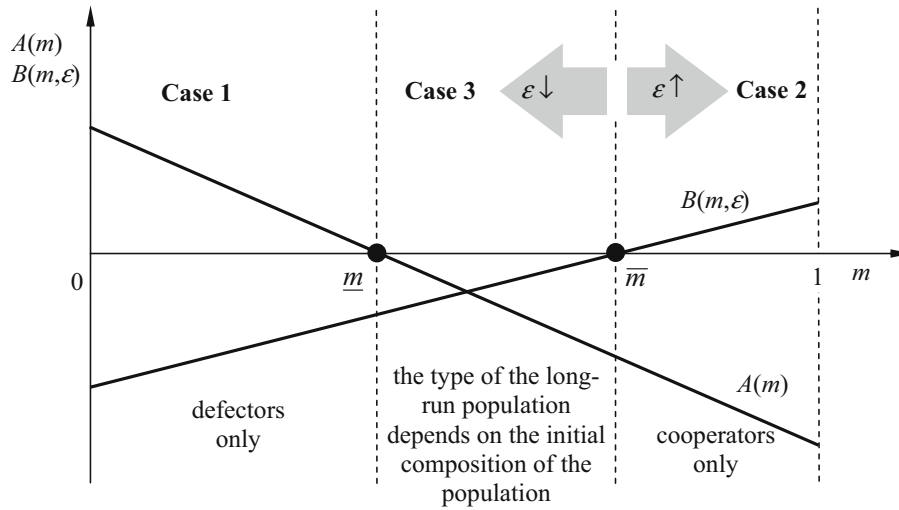 A(m)
B(m,ε)
Case 1
Case 3
ε↓
ε↑
Case 2
B(m,ε)
0
m
m
1
m
A(m)
defectors
only
the type of the long-
run population
depends on the initial
composition of the
population
cooperators
only